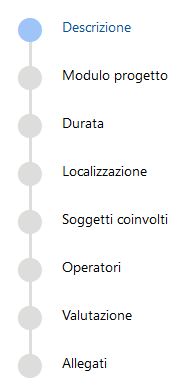 Descrizione
Modulo progetto
Durata
Localizzazione
Soggetti coinvolti
Operatori
Valutazione
Allegati